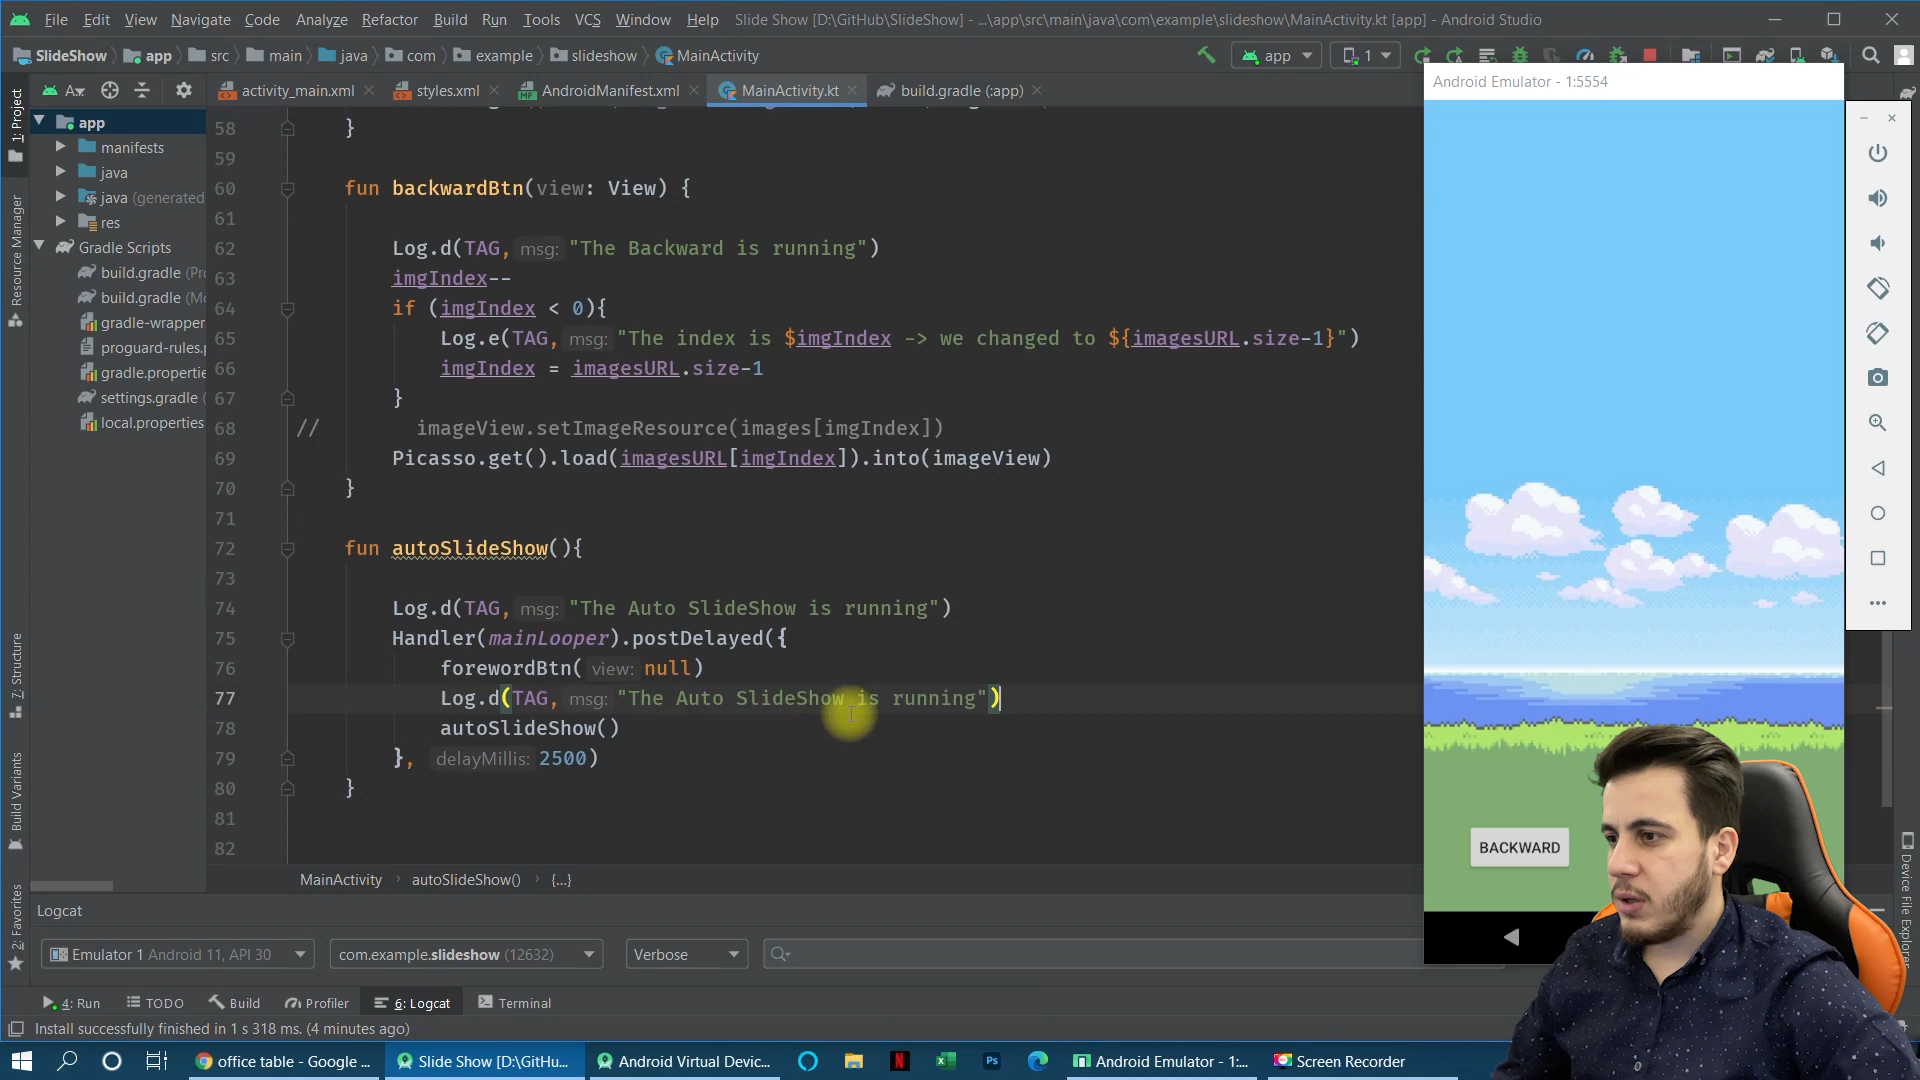 File Edit View Navigate Code Analyze Refactor Build Run Tools VCS Window Help Slide Show [D:\GitHub\SlideShow] - ...\app\src\main\java\com\example\slideshow\MainActivity.kt [app] - Android Studio
SlideShow app src main java com example slideshow MainActivity app 1
Android Emulator - 1:5554
A activity_main.xml styles.xml AndroidManifest.xml MainActivity.kt build.gradle (:app)
1: Project
Resource Manager
7: Structure
Build Variants
2: Favorites
app
manifests
java
java (generated
res
Gradle Scripts
build.gradle (Pr
build.gradle (M
gradle-wrapper
proguard-rules.p
gradle.propertie
settings.gradle (
local.properties
58 }
59
60 fun backwardBtn(view: View) {
61
62 Log.d(TAG, msg: "The Backward is running")
63 imgIndex--
64 if (imgIndex < 0){
65 Log.e(TAG, msg: "The index is $imgIndex -> we changed to ${imagesURL.size-1}")
66 imgIndex = imagesURL.size-1
67 }
68 // imageView.setImageResource(images[imgIndex])
69 Picasso.get().load(imagesURL[imgIndex]).into(imageView)
70 }
71
72 fun autoSlideShow(){
73
74 Log.d(TAG, msg: "The Auto SlideShow is running")
75 Handler(mainLooper).postDelayed({
76 forewordBtn( view: null)
77 Log.d(TAG, msg: "The Auto SlideShow is running")
78 autoSlideShow()
79 }, delayMillis: 2500)
80 }
81
82
MainActivity autoSlideShow() {...}
BACKWARD
Device File Explorer
Logcat
Emulator 1 Android 11, API 30 com.example.slideshow (12632) Verbose
4: Run TODO Build Profiler 6: Logcat Terminal
Install successfully finished in 1 s 318 ms. (4 minutes ago)
office table - Google ... Slide Show [D:\GitHu... Android Virtual Devic... N Ps Android Emulator - 1:... Screen Recorder